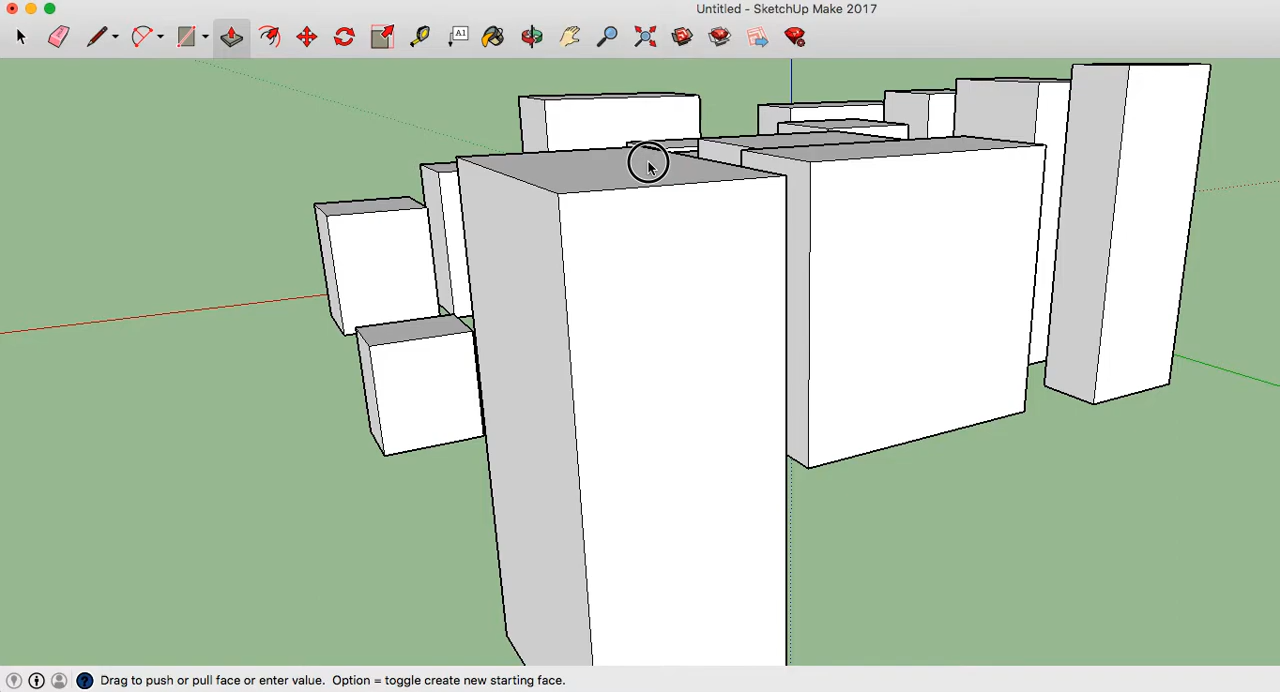 Untitled - SketchUp Make 2017
A1
Drag to push or pull face or enter value. Option = toggle create new starting face.